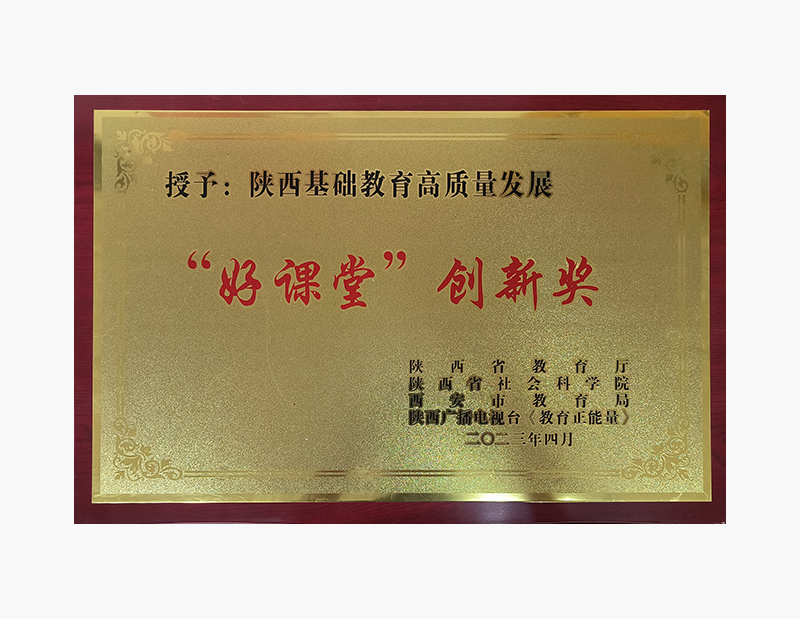 授予：陕西基础教育高质量发展
“好课堂”创新奖
陕西省教育厅
陕西省社会科学院
西安市教育局
陕西广播电视台《教育正能量》
二〇二三年四月